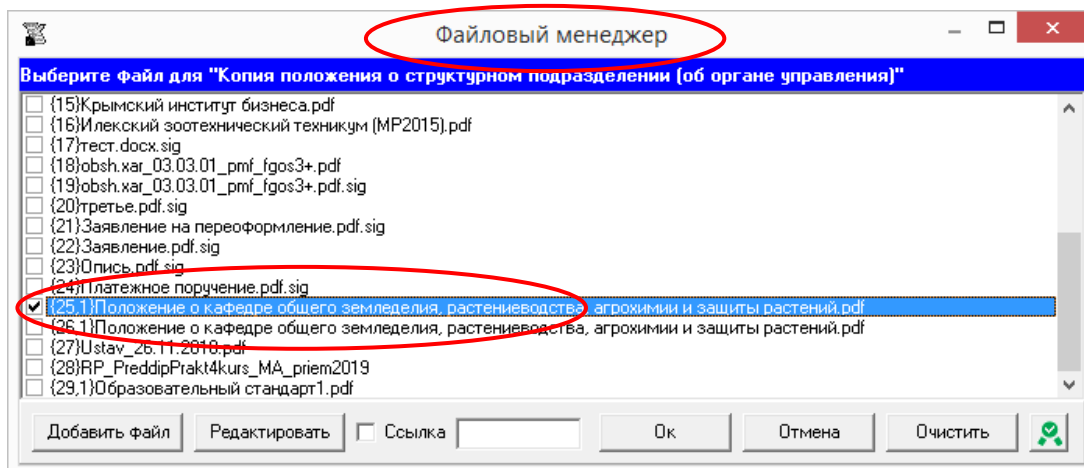 Файловый менеджер
Выберите файл для "Копия положения о структурном подразделении (об органе управления)"
{15}Крымский институт бизнеса.pdf
{16}Илекский зоотехнический техникум (МР2015).pdf
{17}тест.docx.sig
{18}obsh.xar_03.03.01_pmf_fgos3+.pdf
{19}obsh.xar_03.03.01_pmf_fgos3+.pdf.sig
{20}третье.pdf.sig
{21}Заявление на переоформление.pdf.sig
{22}Заявление.pdf.sig
{23}Опись.pdf.sig
{24}Платежное поручение.pdf.sig
{25,1}Положение о кафедре общего земледелия, растениеводства, агрохимии и защиты растений.pdf
{26,1}Положение о кафедре общего земледелия, растениеводства, агрохимии и защиты растений.pdf
{27}Ustav_26.11.2018.pdf
{28}RP_PreddipPrakt4kurs_MA_priem2019
{29,1}Образовательный стандарт1.pdf
Добавить файл Редактировать Ссылка Ок Отмена Очистить